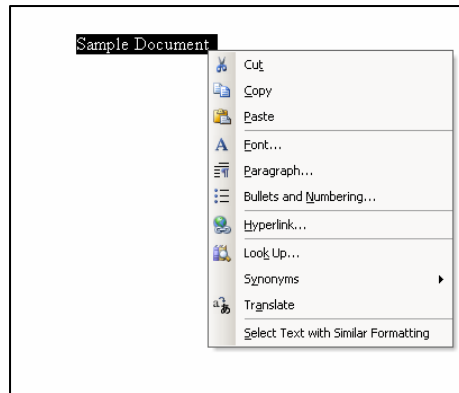 Sample Document
Cut
Copy
Paste
Font...
Paragraph...
Bullets and Numbering...
Hyperlink...
Look Up...
Synonyms
Translate
Select Text with Similar Formatting